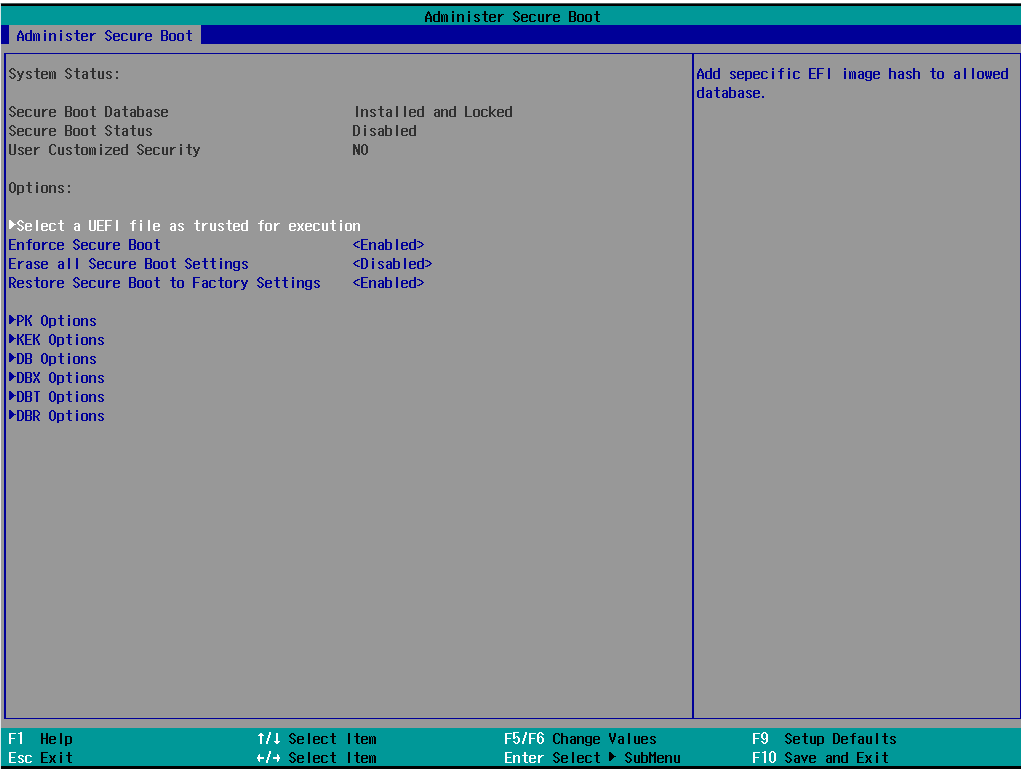 Administer Secure Boot
Administer Secure Boot
System Status:
Secure Boot Database Installed and Locked
Secure Boot Status Disabled
User Customized Security NO
Options:
▶Select a UEFI file as trusted for execution
Enforce Secure Boot <Enabled>
Erase all Secure Boot Settings <Disabled>
Restore Secure Boot to Factory Settings <Enabled>
▶PK Options
▶KEK Options
▶DB Options
▶DBX Options
▶DBT Options
▶DBR Options
Add sepecific EFI image hash to allowed
database.
F1 Help ↑/↓ Select Item F5/F6 Change Values F9 Setup Defaults
Esc Exit ←/→ Select Item Enter Select ▶ SubMenu F10 Save and Exit